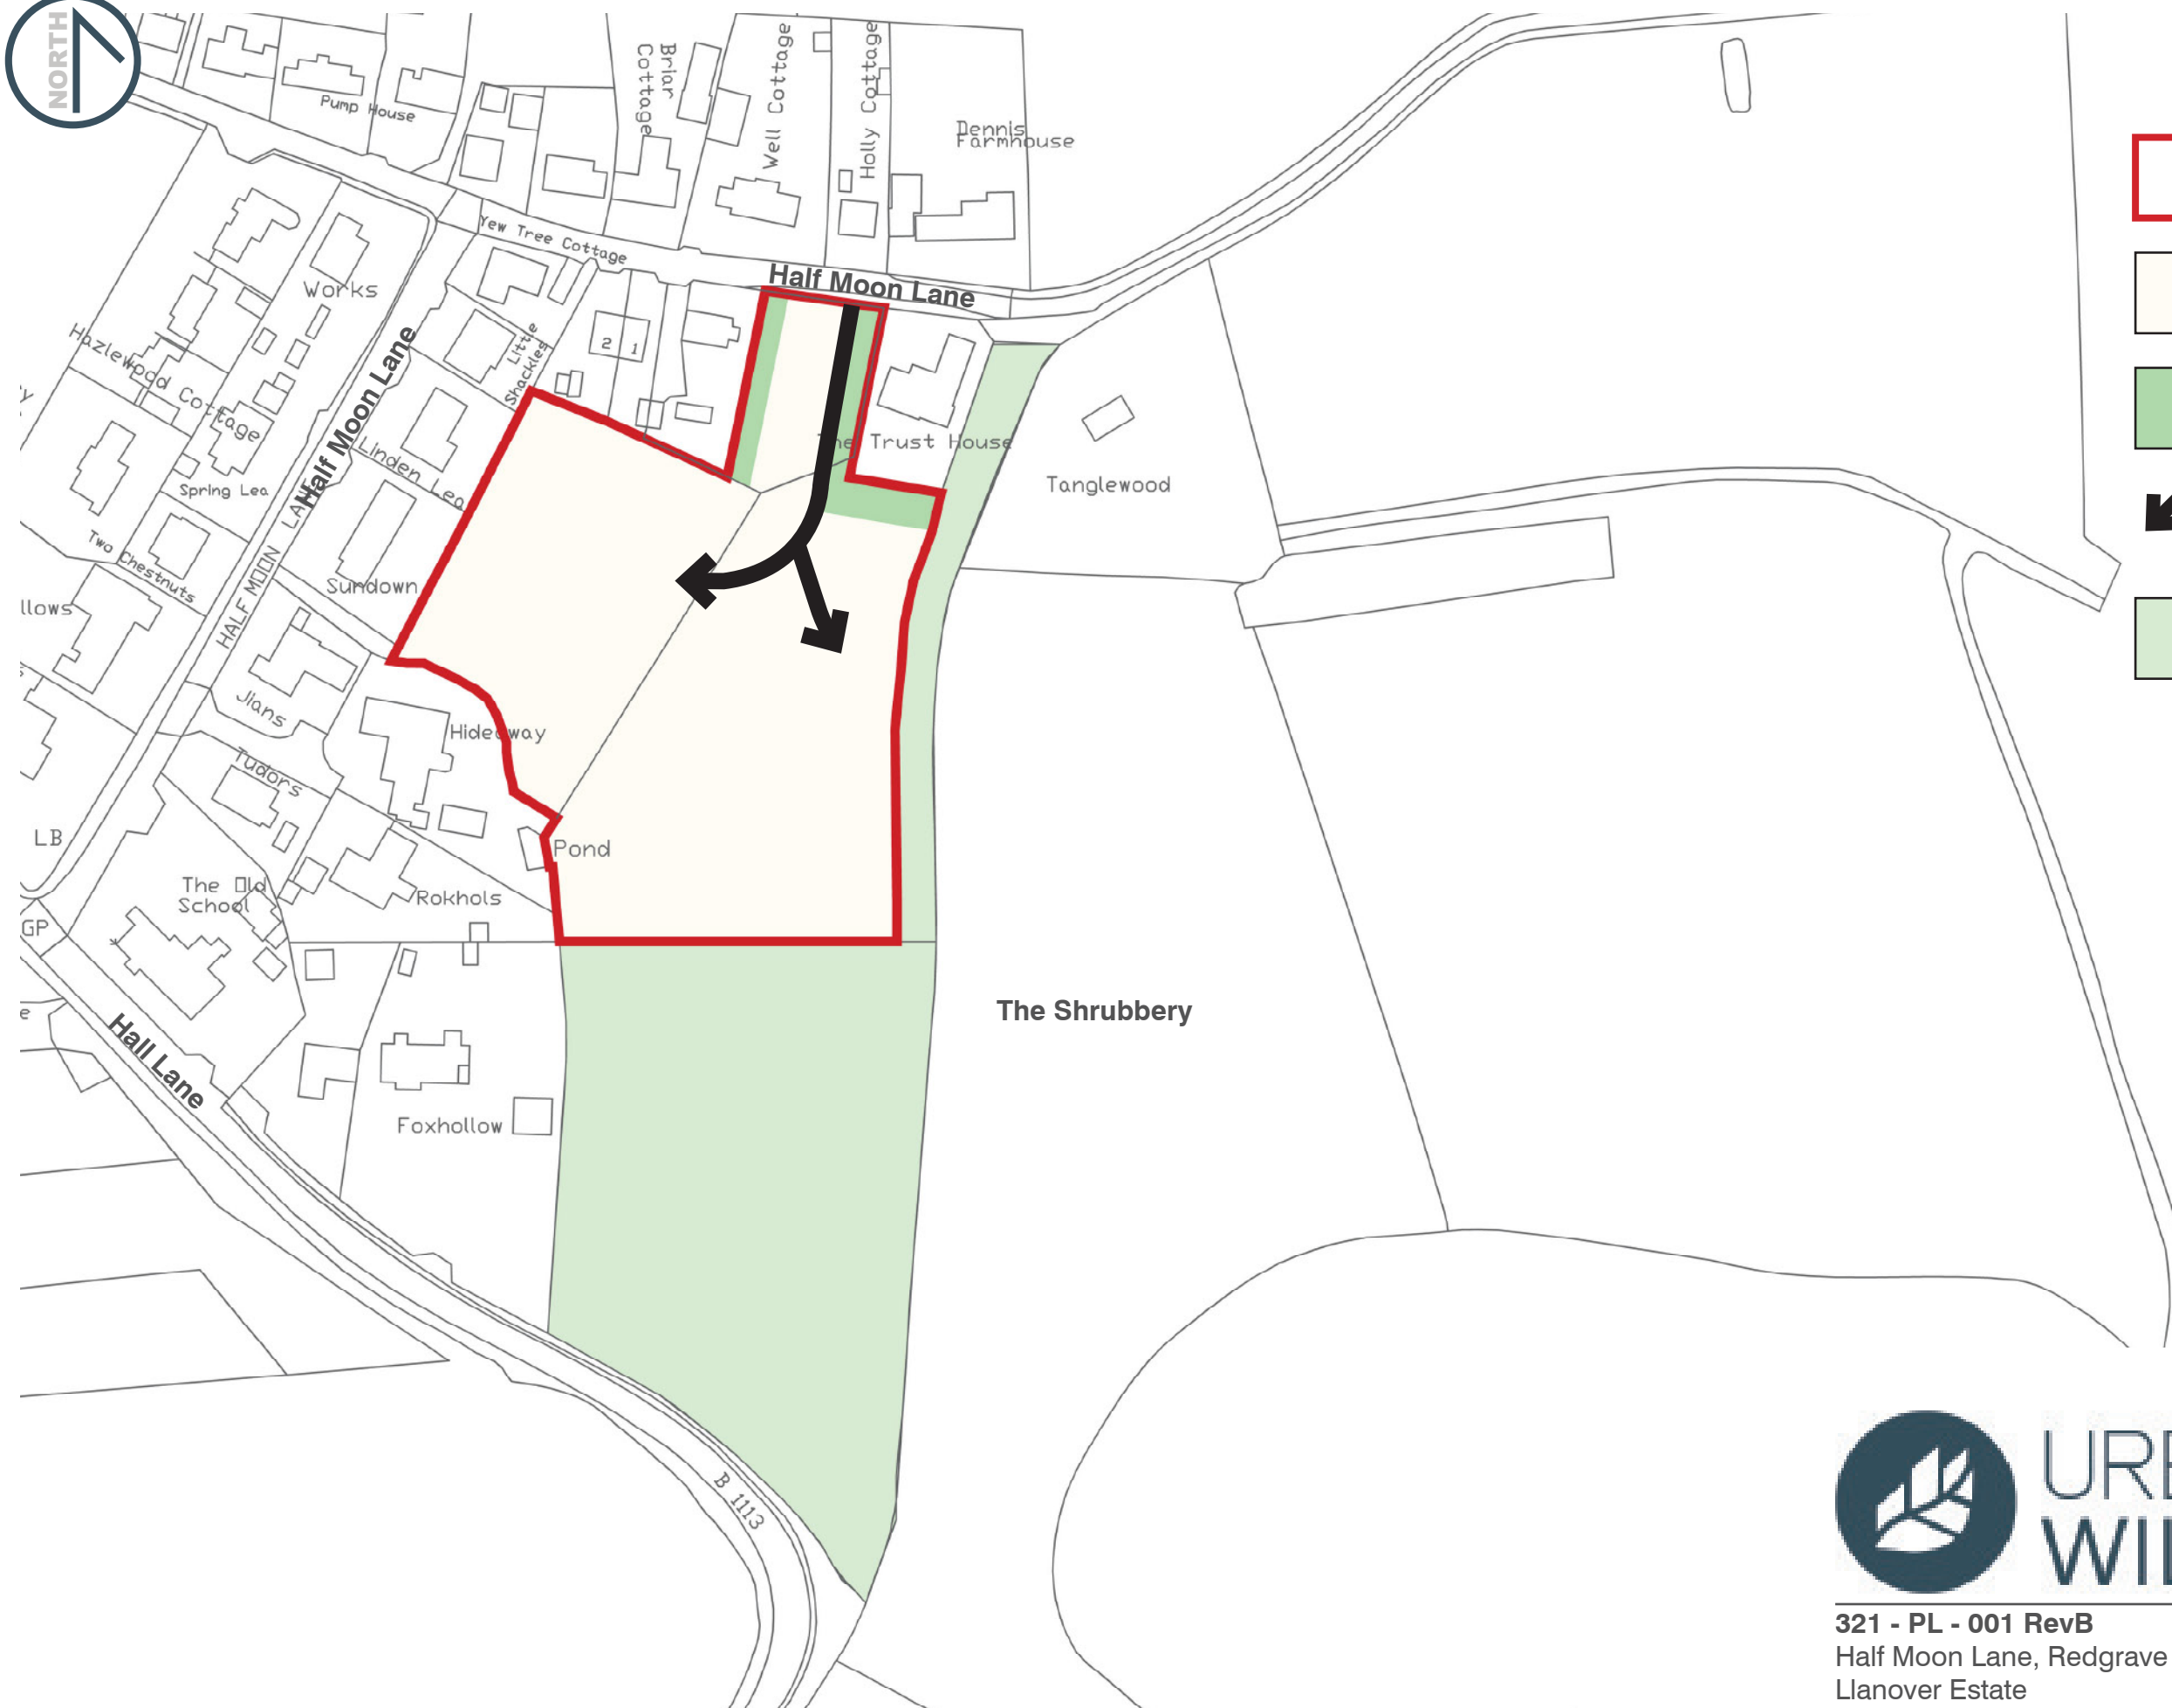 NORTH
Pump House
Briar
Cottage
Well Cottage
Holly Cottage
Dennis
Farmhouse
Yew Tree Cottage
Half Moon Lane
Works
Hazlewood Cottage
Half Moon Lane
Little
Shackles
2
1
The Trust House
Tanglewood
Linden Lea
Spring Lea
HALF MOON LANE
Two Chestnuts
Sundown
llows
Jians
Hideaway
Tudors
LB
Pond
The Old
School
Rokhols
GP
The Shrubbery
Hall Lane
Foxhollow
B 1113
321 - PL - 001 RevB
Half Moon Lane, Redgrave
Llanover Estate